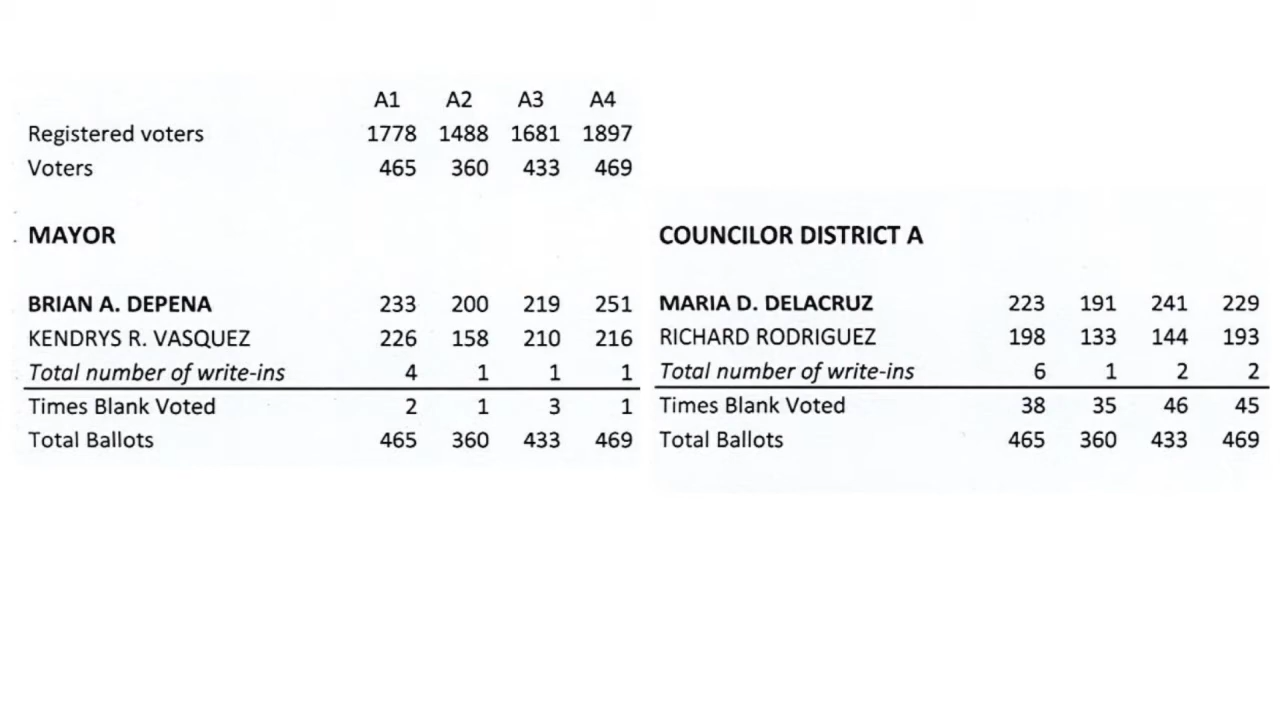 A1 A2 A3 A4
Registered voters 1778 1488 1681 1897
Voters 465 360 433 469
MAYOR
BRIAN A. DEPENA 233 200 219 251
KENDRYS R. VASQUEZ 226 158 210 216
Total number of write-ins 4 1 1 1
Times Blank Voted 2 1 3 1
Total Ballots 465 360 433 469
COUNCILOR DISTRICT A
MARIA D. DELACRUZ 223 191 241 229
RICHARD RODRIGUEZ 198 133 144 193
Total number of write-ins 6 1 2 2
Times Blank Voted 38 35 46 45
Total Ballots 465 360 433 469